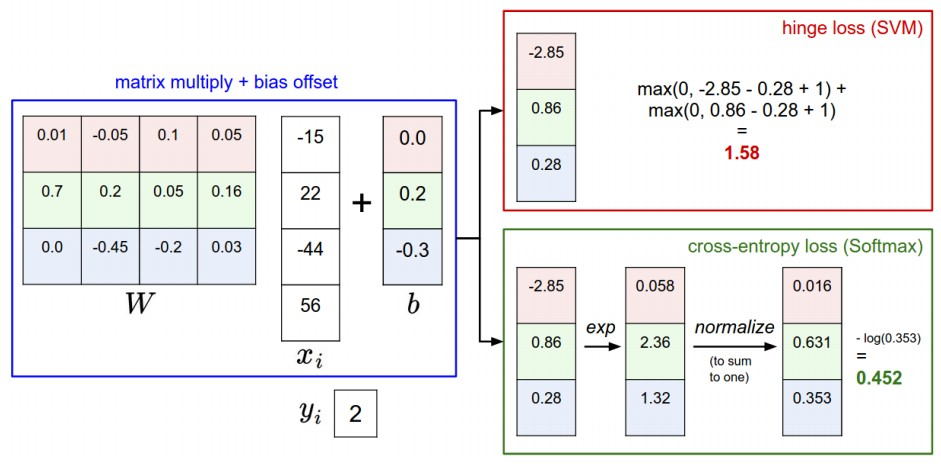 matrix multiply + bias offset
0.01 -0.05 0.1 0.05
0.7 0.2 0.05 0.16
0.0 -0.45 -0.2 0.03
W
-15
22
-44
56
x_i
+
0.0
0.2
-0.3
b
y_i 2
hinge loss (SVM)
-2.85
0.86
0.28
max(0, -2.85 - 0.28 + 1) +
max(0, 0.86 - 0.28 + 1)
=
1.58
cross-entropy loss (Softmax)
-2.85
0.86
0.28
exp
0.058
2.36
1.32
normalize
(to sum
to one)
0.016
0.631
0.353
- log(0.353)
=
0.452